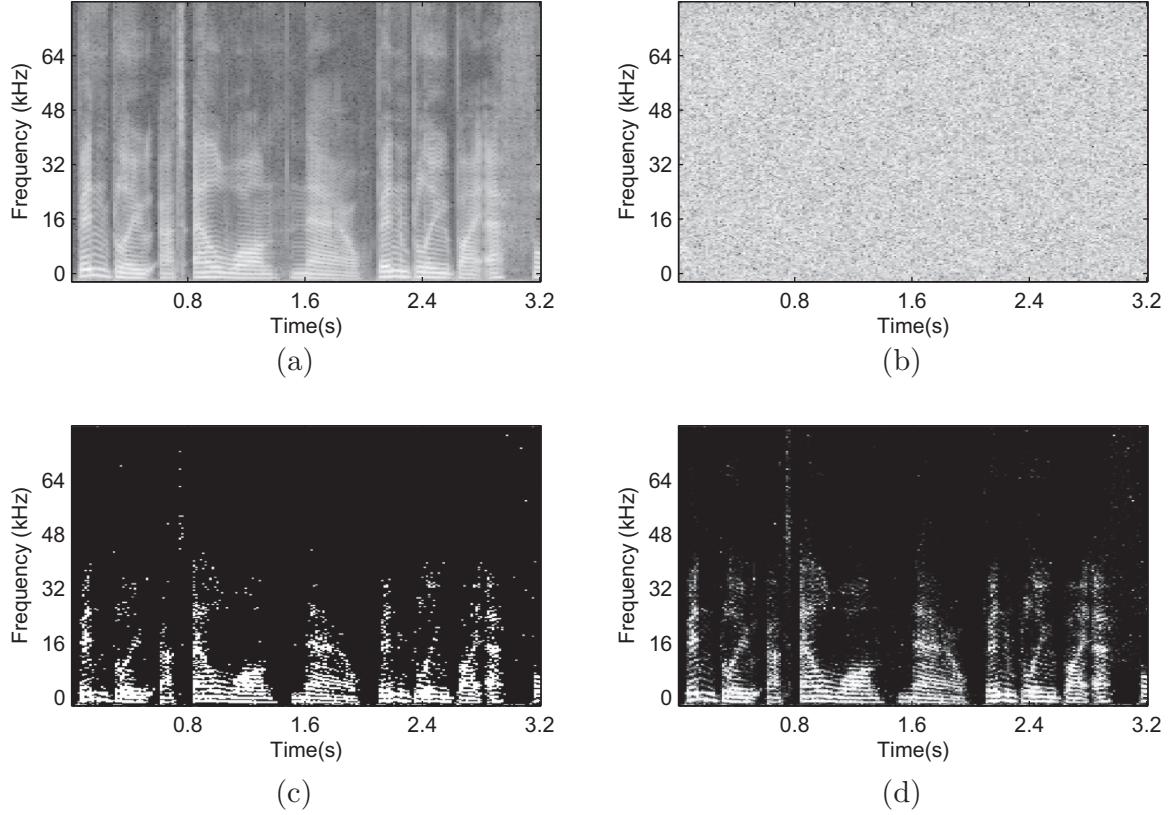 Frequency (kHz)
64
48
32
16
0
0.8 1.6 2.4 3.2
Time(s)
(a)
Frequency (kHz)
64
48
32
16
0
0.8 1.6 2.4 3.2
Time(s)
(b)
Frequency (kHz)
64
48
32
16
0
0.8 1.6 2.4 3.2
Time(s)
(c)
Frequency (kHz)
64
48
32
16
0
0.8 1.6 2.4 3.2
Time(s)
(d)